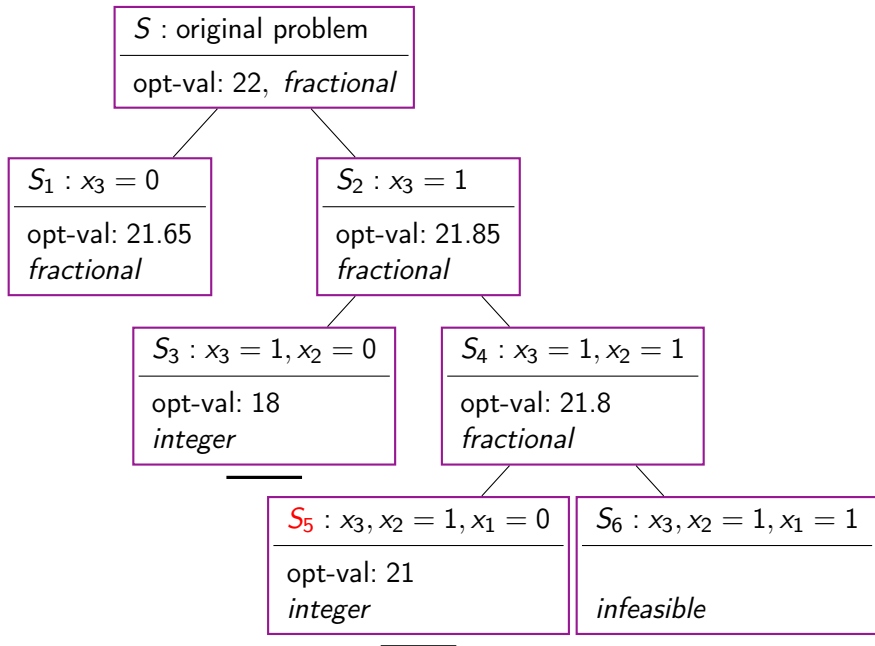 S : original problem
opt-val: 22, fractional
S₁ : x₃ = 0
opt-val: 21.65
fractional
S₂ : x₃ = 1
opt-val: 21.85
fractional
S₃ : x₃ = 1, x₂ = 0
opt-val: 18
integer
S₄ : x₃ = 1, x₂ = 1
opt-val: 21.8
fractional
S₅ : x₃, x₂ = 1, x₁ = 0
opt-val: 21
integer
S₆ : x₃, x₂ = 1, x₁ = 1
infeasible